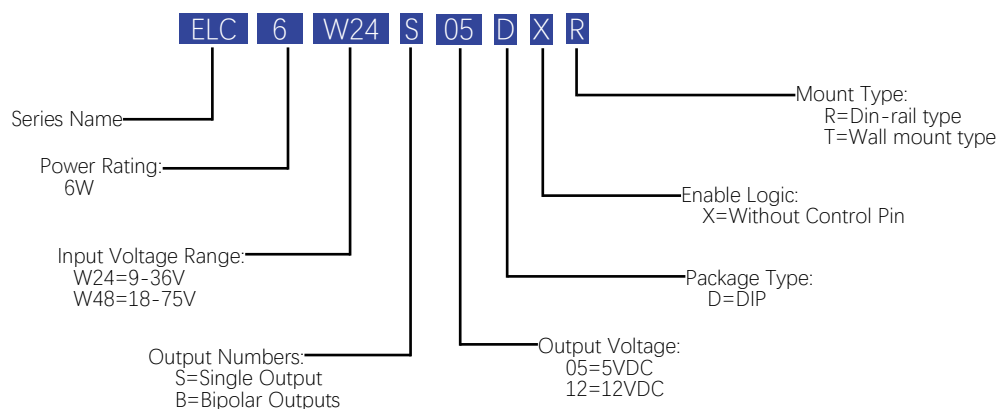 ELC 6 W24 S 05 D X R
Series Name
Power Rating:
6W
Input Voltage Range:
W24=9-36V
W48=18-75V
Output Numbers:
S=Single Output
B=Bipolar Outputs
Output Voltage:
05=5VDC
12=12VDC
Package Type:
D=DIP
Enable Logic:
X=Without Control Pin
Mount Type:
R=Din-rail type
T=Wall mount type